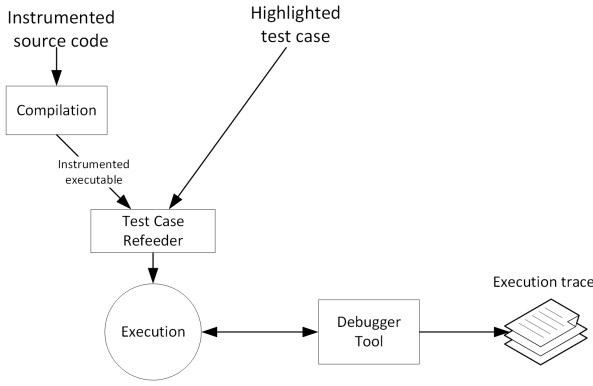 Instrumented
source code
Highlighted
test case
Compilation
Instrumented
executable
Test Case
Refeeder
Execution
Debugger
Tool
Execution trace